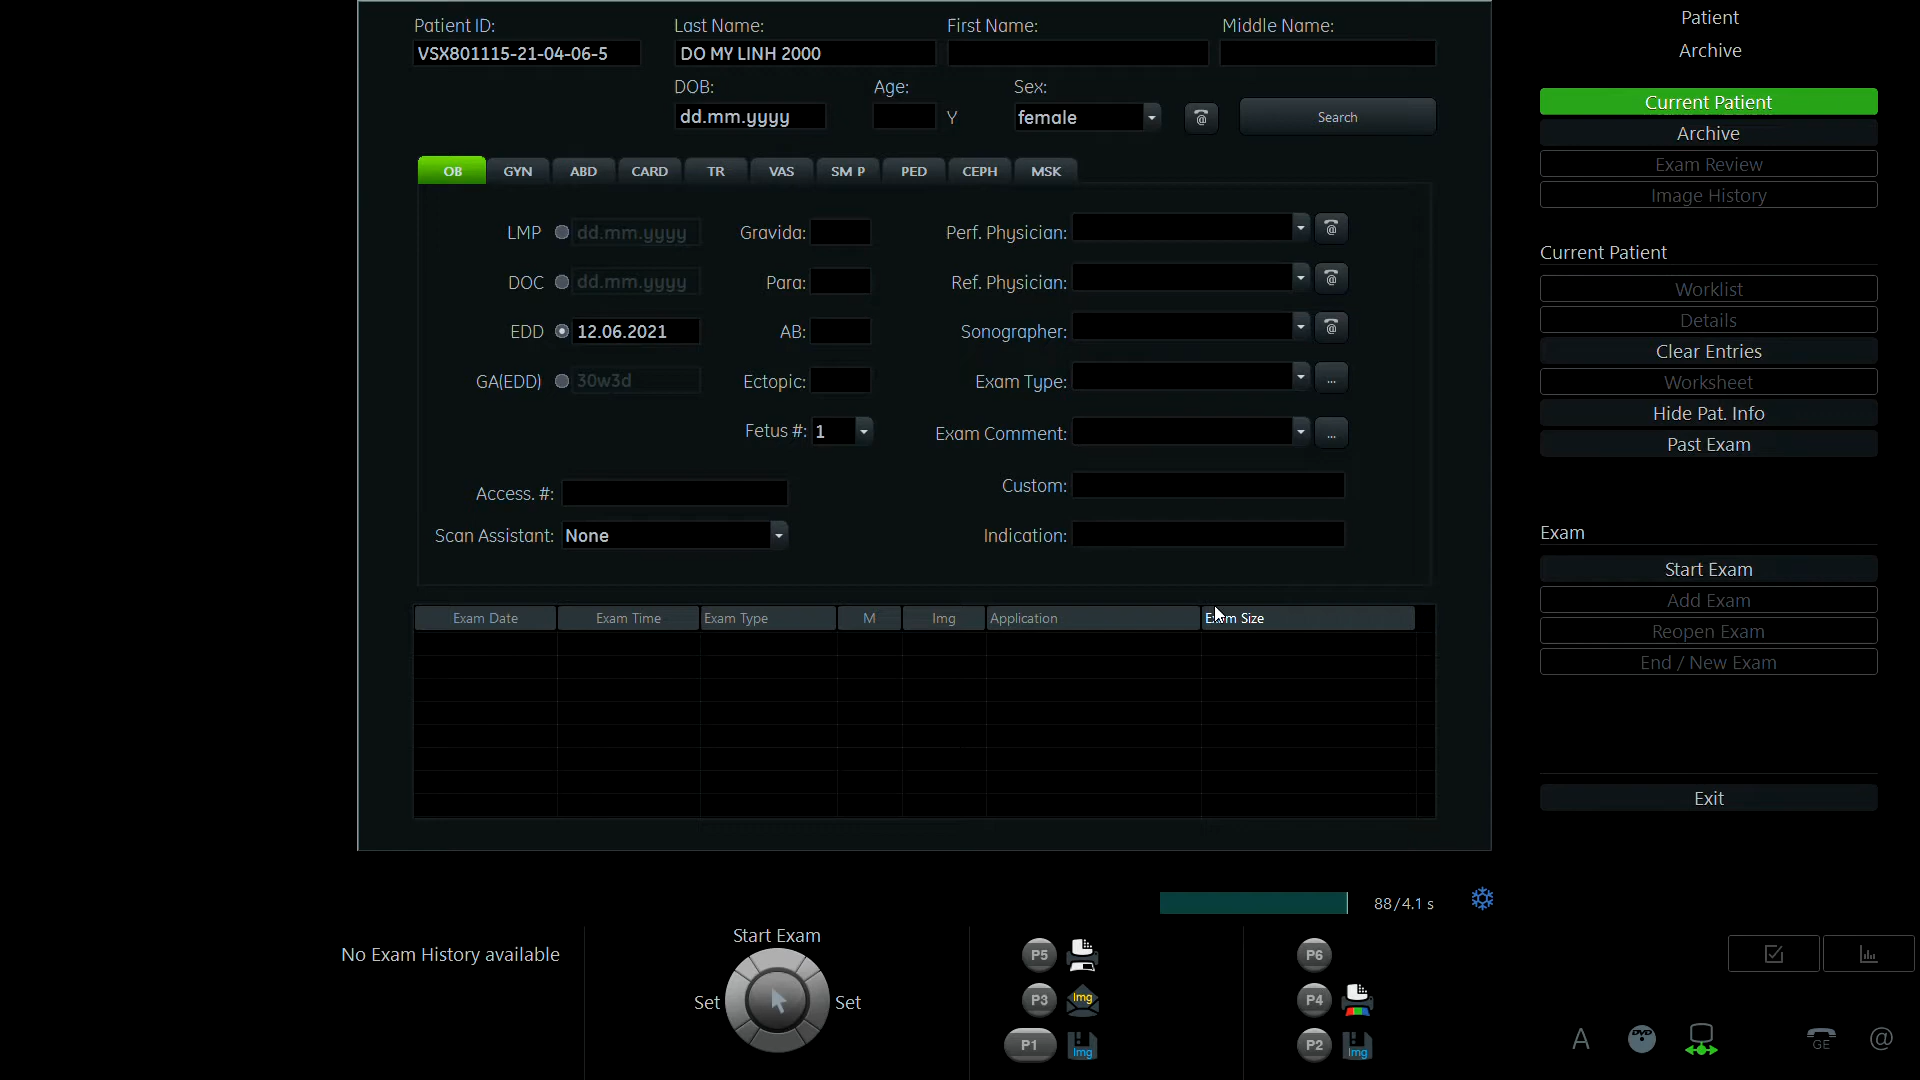 Patient ID: Last Name: First Name: Middle Name:
VSX801115-21-04-06-5 DO MY LINH 2000
DOB: Age: Sex:
dd.mm.yyyy Y female @ Search
OB GYN ABD CARD TR VAS SM P PED CEPH MSK
LMP dd.mm.yyyy Gravida: Perf. Physician: @
DOC dd.mm.yyyy Para: Ref. Physician: @
EDD 12.06.2021 AB: Sonographer: @
GA(EDD) 30w3d Ectopic: Exam Type: ...
Fetus #: 1 Exam Comment: ...
Access. #: Custom:
Scan Assistant: None Indication:
Exam Date Exam Time Exam Type M Img Application Exam Size
Patient
Archive
Current Patient
Archive
Exam Review
Image History
Current Patient
Worklist
Details
Clear Entries
Worksheet
Hide Pat. Info
Past Exam
Exam
Start Exam
Add Exam
Reopen Exam
End / New Exam
Exit
88/4.1 s
No Exam History available
Start Exam
Set Set
P5 P6
P3 Img P4
P1 Img P2 Img
A DVD GE @